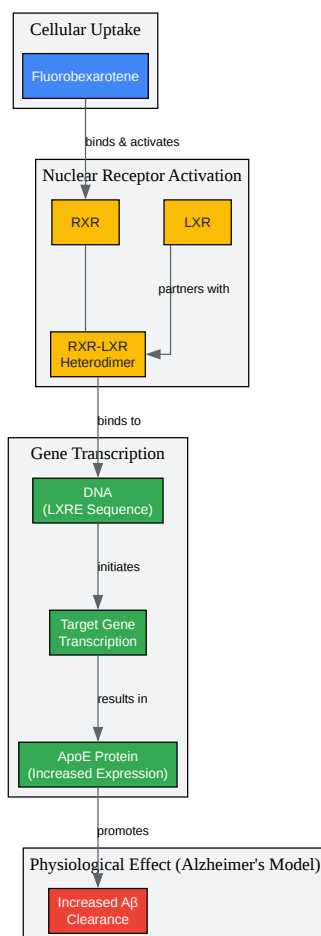 Cellular Uptake
Fluorobexarotene
binds & activates
Nuclear Receptor Activation
RXR
LXR
partners with
RXR-LXR
Heterodimer
binds to
Gene Transcription
DNA
(LXRE Sequence)
initiates
Target Gene
Transcription
results in
ApoE Protein
(Increased Expression)
promotes
Physiological Effect (Alzheimer's Model)
Increased Aβ
Clearance